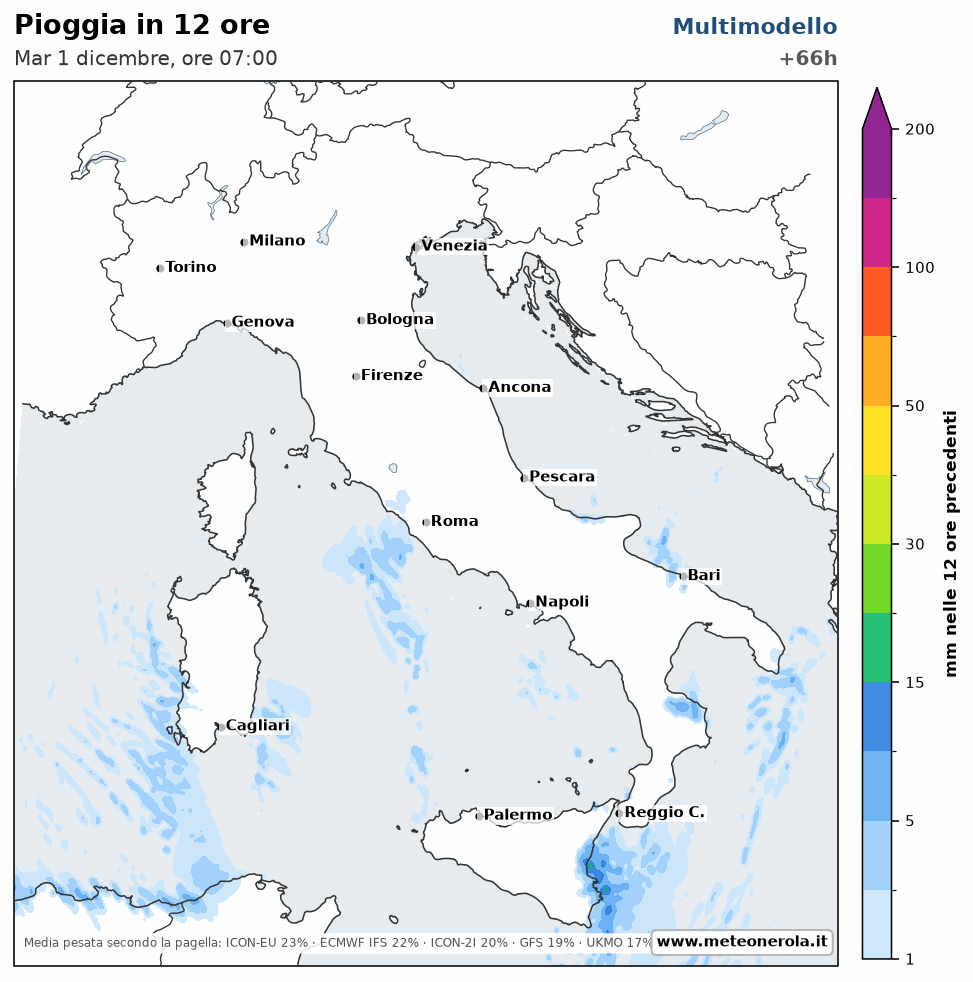 Pioggia in 12 ore
Multimodello
Mar 1 dicembre, ore 07:00
+66h
Milano
Venezia
Torino
Genova
Bologna
Firenze
Ancona
Pescara
Roma
Bari
Napoli
Cagliari
Palermo
Reggio C.
Media pesata secondo la pagella: ICON-EU 23% · ECMWF IFS 22% · ICON-2I 20% · GFS 19% · UKMO 17%
www.meteonerola.it
200
100
50
30
15
5
1
mm nelle 12 ore precedenti